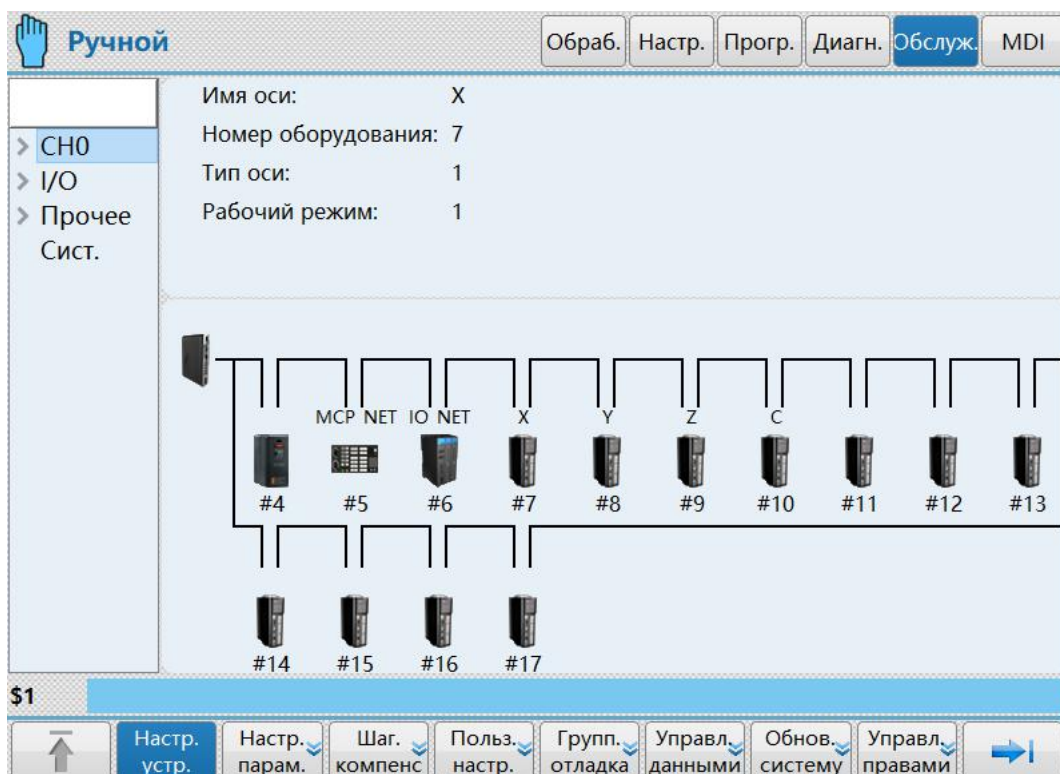 Ручной
Обраб. Настр. Прогр. Диагн. Обслуж. MDI
CH0
I/O
Прочее
Сист.
Имя оси: X
Номер оборудования: 7
Тип оси: 1
Рабочий режим: 1
MCP NET IO NET X Y Z C
#4 #5 #6 #7 #8 #9 #10 #11 #12 #13
#14 #15 #16 #17
$1
Настр. Настр. Шаг. Польз. Групп. Управл. Обнов. Управл.
устр. парам. компенс настр. отладка данными систему правами